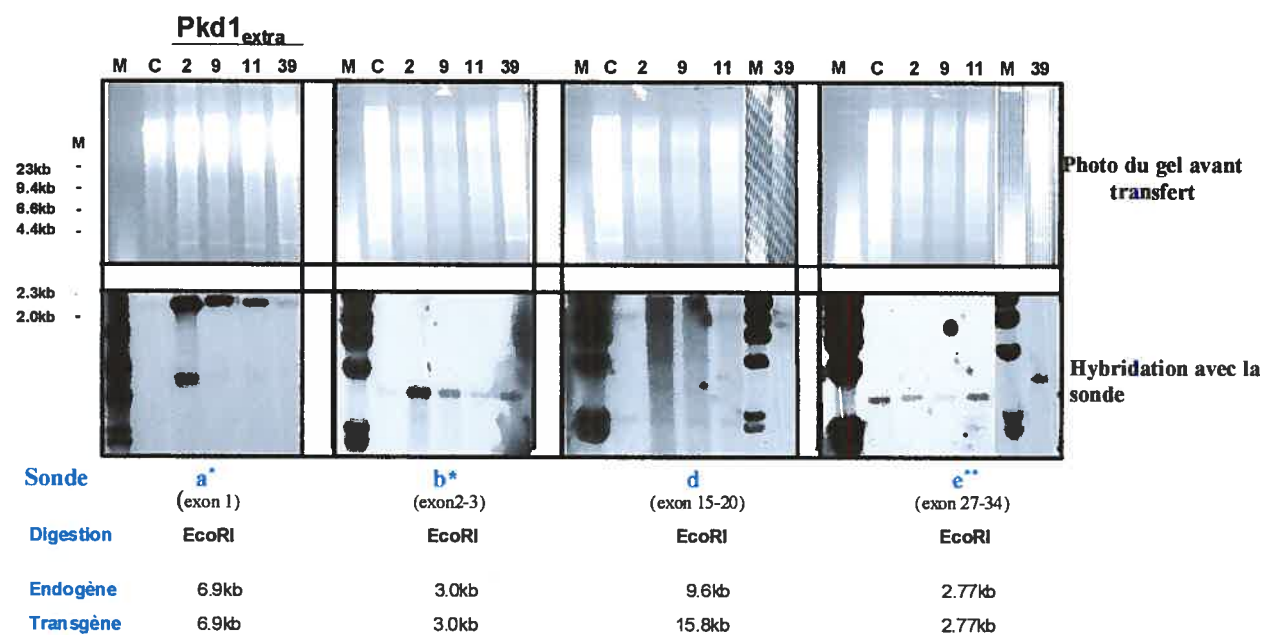 Pkd1extra
M C 2 9 11 39 M C 2 9 11 39 M C 2 9 11 M 39 M C 2 9 11 M 39
M
23kb -
9.4kb -
6.6kb -
4.4kb -
2.3kb -
2.0kb -
Photo du gel avant
transfert
Hybridation avec la
sonde
Sonde a* b* d e**
(exon 1) (exon2-3) (exon 15-20) (exon 27-34)
Digestion EcoRI EcoRI EcoRI EcoRI
Endogène 6.9kb 3.0kb 9.6kb 2.77kb
Transgène 6.9kb 3.0kb 15.8kb 2.77kb